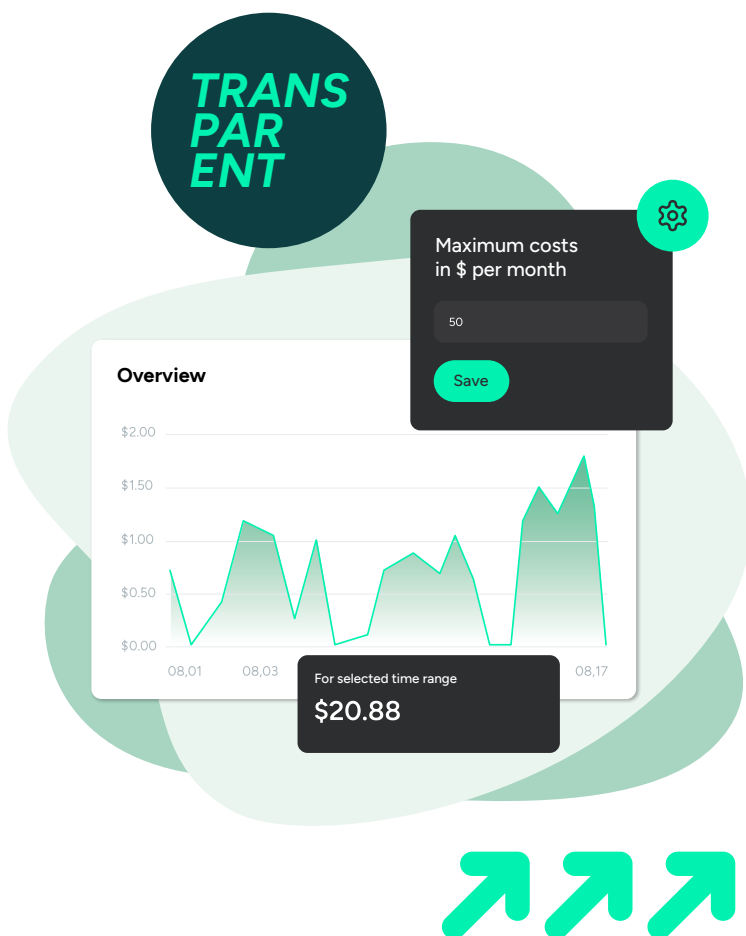 TRANS
PAR
ENT
Maximum costs
in $ per month
50
Save
Overview
$2.00
$1.50
$1.00
$0.50
$0.00
08,01
08,03
08,17
For selected time range
$20.88